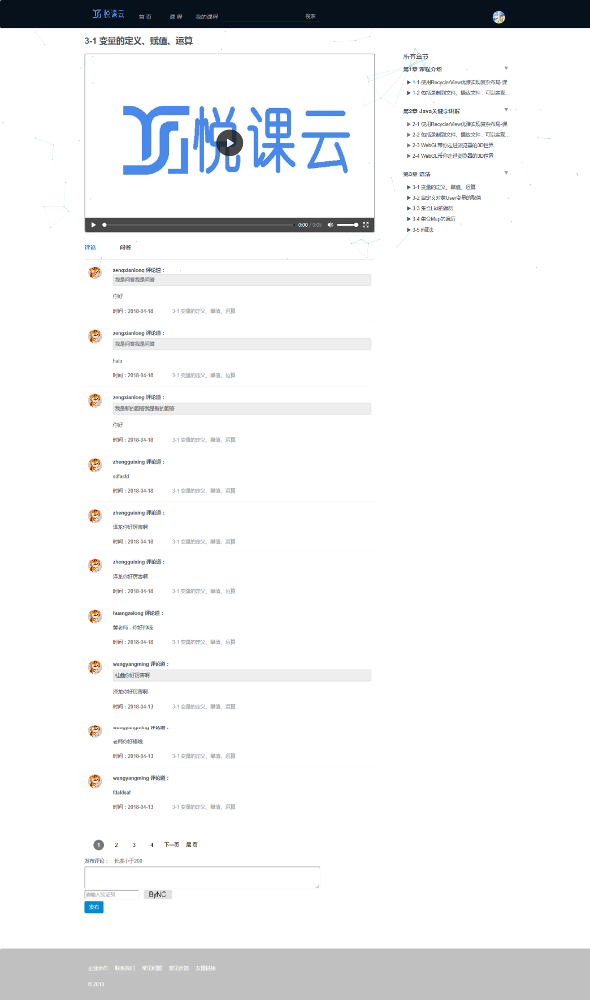 悦课云 首 页 课 程 我的课程 搜索
3-1 变量的定义、赋值、运算
悦课云
0:00 / 0:05
所有章节
第1章 课程介绍 ▼
▶ 1-1 使用RecyclerView优雅实现复杂布局-课...
▶ 1-2 包括录制到文件、播放文件，可以实现...
第2章 Java关键字讲解 ▼
▶ 2-1 使用RecyclerView优雅实现复杂布局-课...
▶ 2-2 包括录制到文件、播放文件，可以实现...
▶ 2-3 WebGL带你走进浏览器的3D世界
▶ 2-4 WebGL带你走进浏览器的3D世界
第3章 语法 ▼
▶ 3-1 变量的定义、赋值、运算
▶ 3-2 自定义对象User变量的取值
▶ 3-3 集合List的遍历
▶ 3-4 集合Map的遍历
▶ 3-5 if语法
评论 问答
zengxianlong 评论道：
我是问答我是问答
你好
时间：2018-04-18 3-1 变量的定义、赋值、运算
zengxianlong 评论道：
我是问答我是问答
halo
时间：2018-04-18 3-1 变量的定义、赋值、运算
zengxianlong 评论道：
我是新的回答我是新的回答
你好
时间：2018-04-18 3-1 变量的定义、赋值、运算
zhengguixing 评论道：
sdfasfd
时间：2018-04-18 3-1 变量的定义、赋值、运算
zhengguixing 评论道：
泽龙你好厉害啊
时间：2018-04-18 3-1 变量的定义、赋值、运算
zhengguixing 评论道：
泽龙你好厉害啊
时间：2018-04-18 3-1 变量的定义、赋值、运算
huangzelong 评论道：
黄老师，你好帅哦
时间：2018-04-18 3-1 变量的定义、赋值、运算
wangyangming 评论道：
桂鑫你好厉害啊
泽龙你好厉害啊
时间：2018-04-13 3-1 变量的定义、赋值、运算
wangyangming 评论道：
老师你好棒哦
时间：2018-04-13 3-1 变量的定义、赋值、运算
wangyangming 评论道：
fdafdsaf
时间：2018-04-13 3-1 变量的定义、赋值、运算
1 2 3 4 下一页 尾 页
发布评论： 长度小于200
请输入验证码 ByNC
发布
企业合作 联系我们 常见问题 意见反馈 友情链接
© 2018